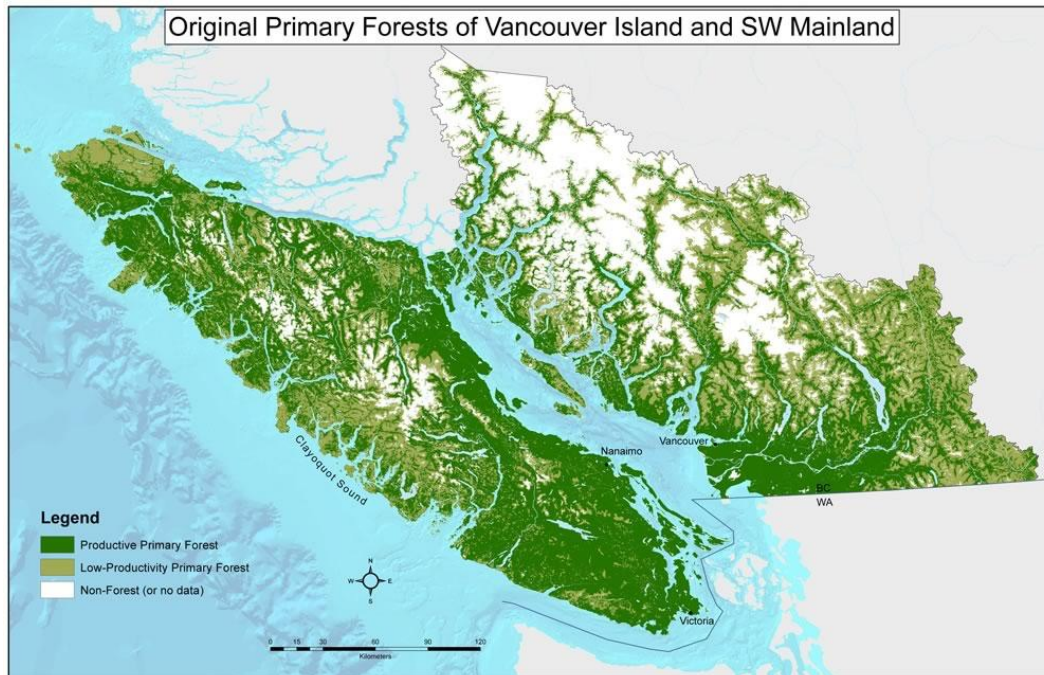 Original Primary Forests of Vancouver Island and SW Mainland
Vancouver
Nanaimo
Clayoquot Sound
BC
WA
Victoria
Legend
Productive Primary Forest
Low-Productivity Primary Forest
Non-Forest (or no data)
N
W E
S
0 15 30 60 90 120
Kilometers